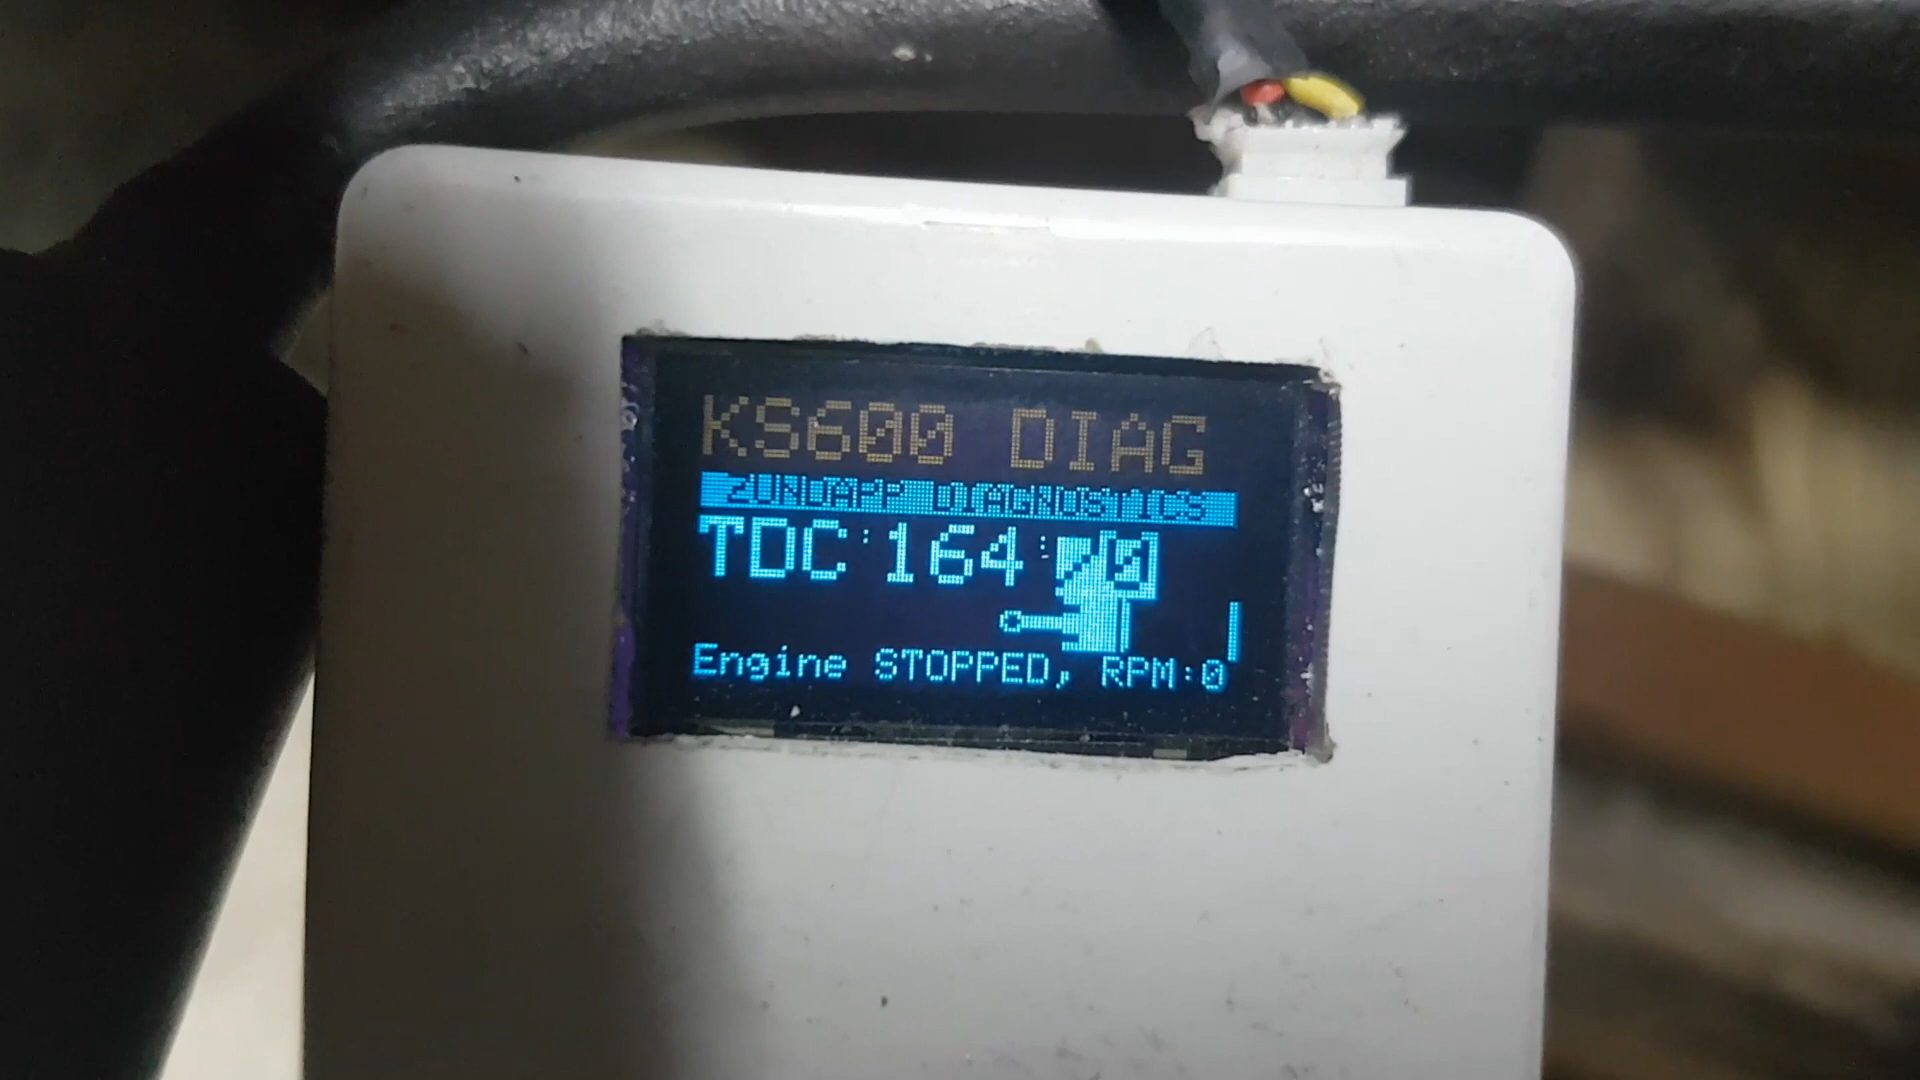 KS600 DIAG
ZUNDAPP DIAGNOSTICS
TDC:164
Engine STOPPED, RPM:0